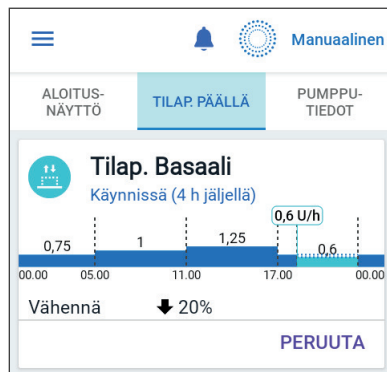 Manuaalinen
ALOITUS-
NÄYTTÖ
TILAP. PÄÄLLÄ
PUMPPU-
TIEDOT
Tilap. Basaali
Käynnissä (4 h jäljellä)
0,6 U/h
0,75
1
1,25
0,6
00.00
05.00
11.00
17.00
00.00
Vähennä
20%
PERUUTA